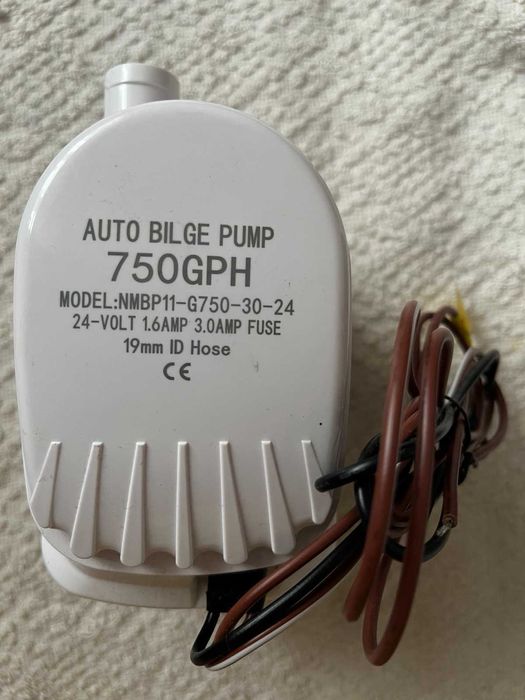 AUTO BILGE PUMP
750GPH
MODEL:NMBP11-G750-30-24
24-VOLT 1.6AMP 3.0AMP FUSE
19mm ID Hose
CE